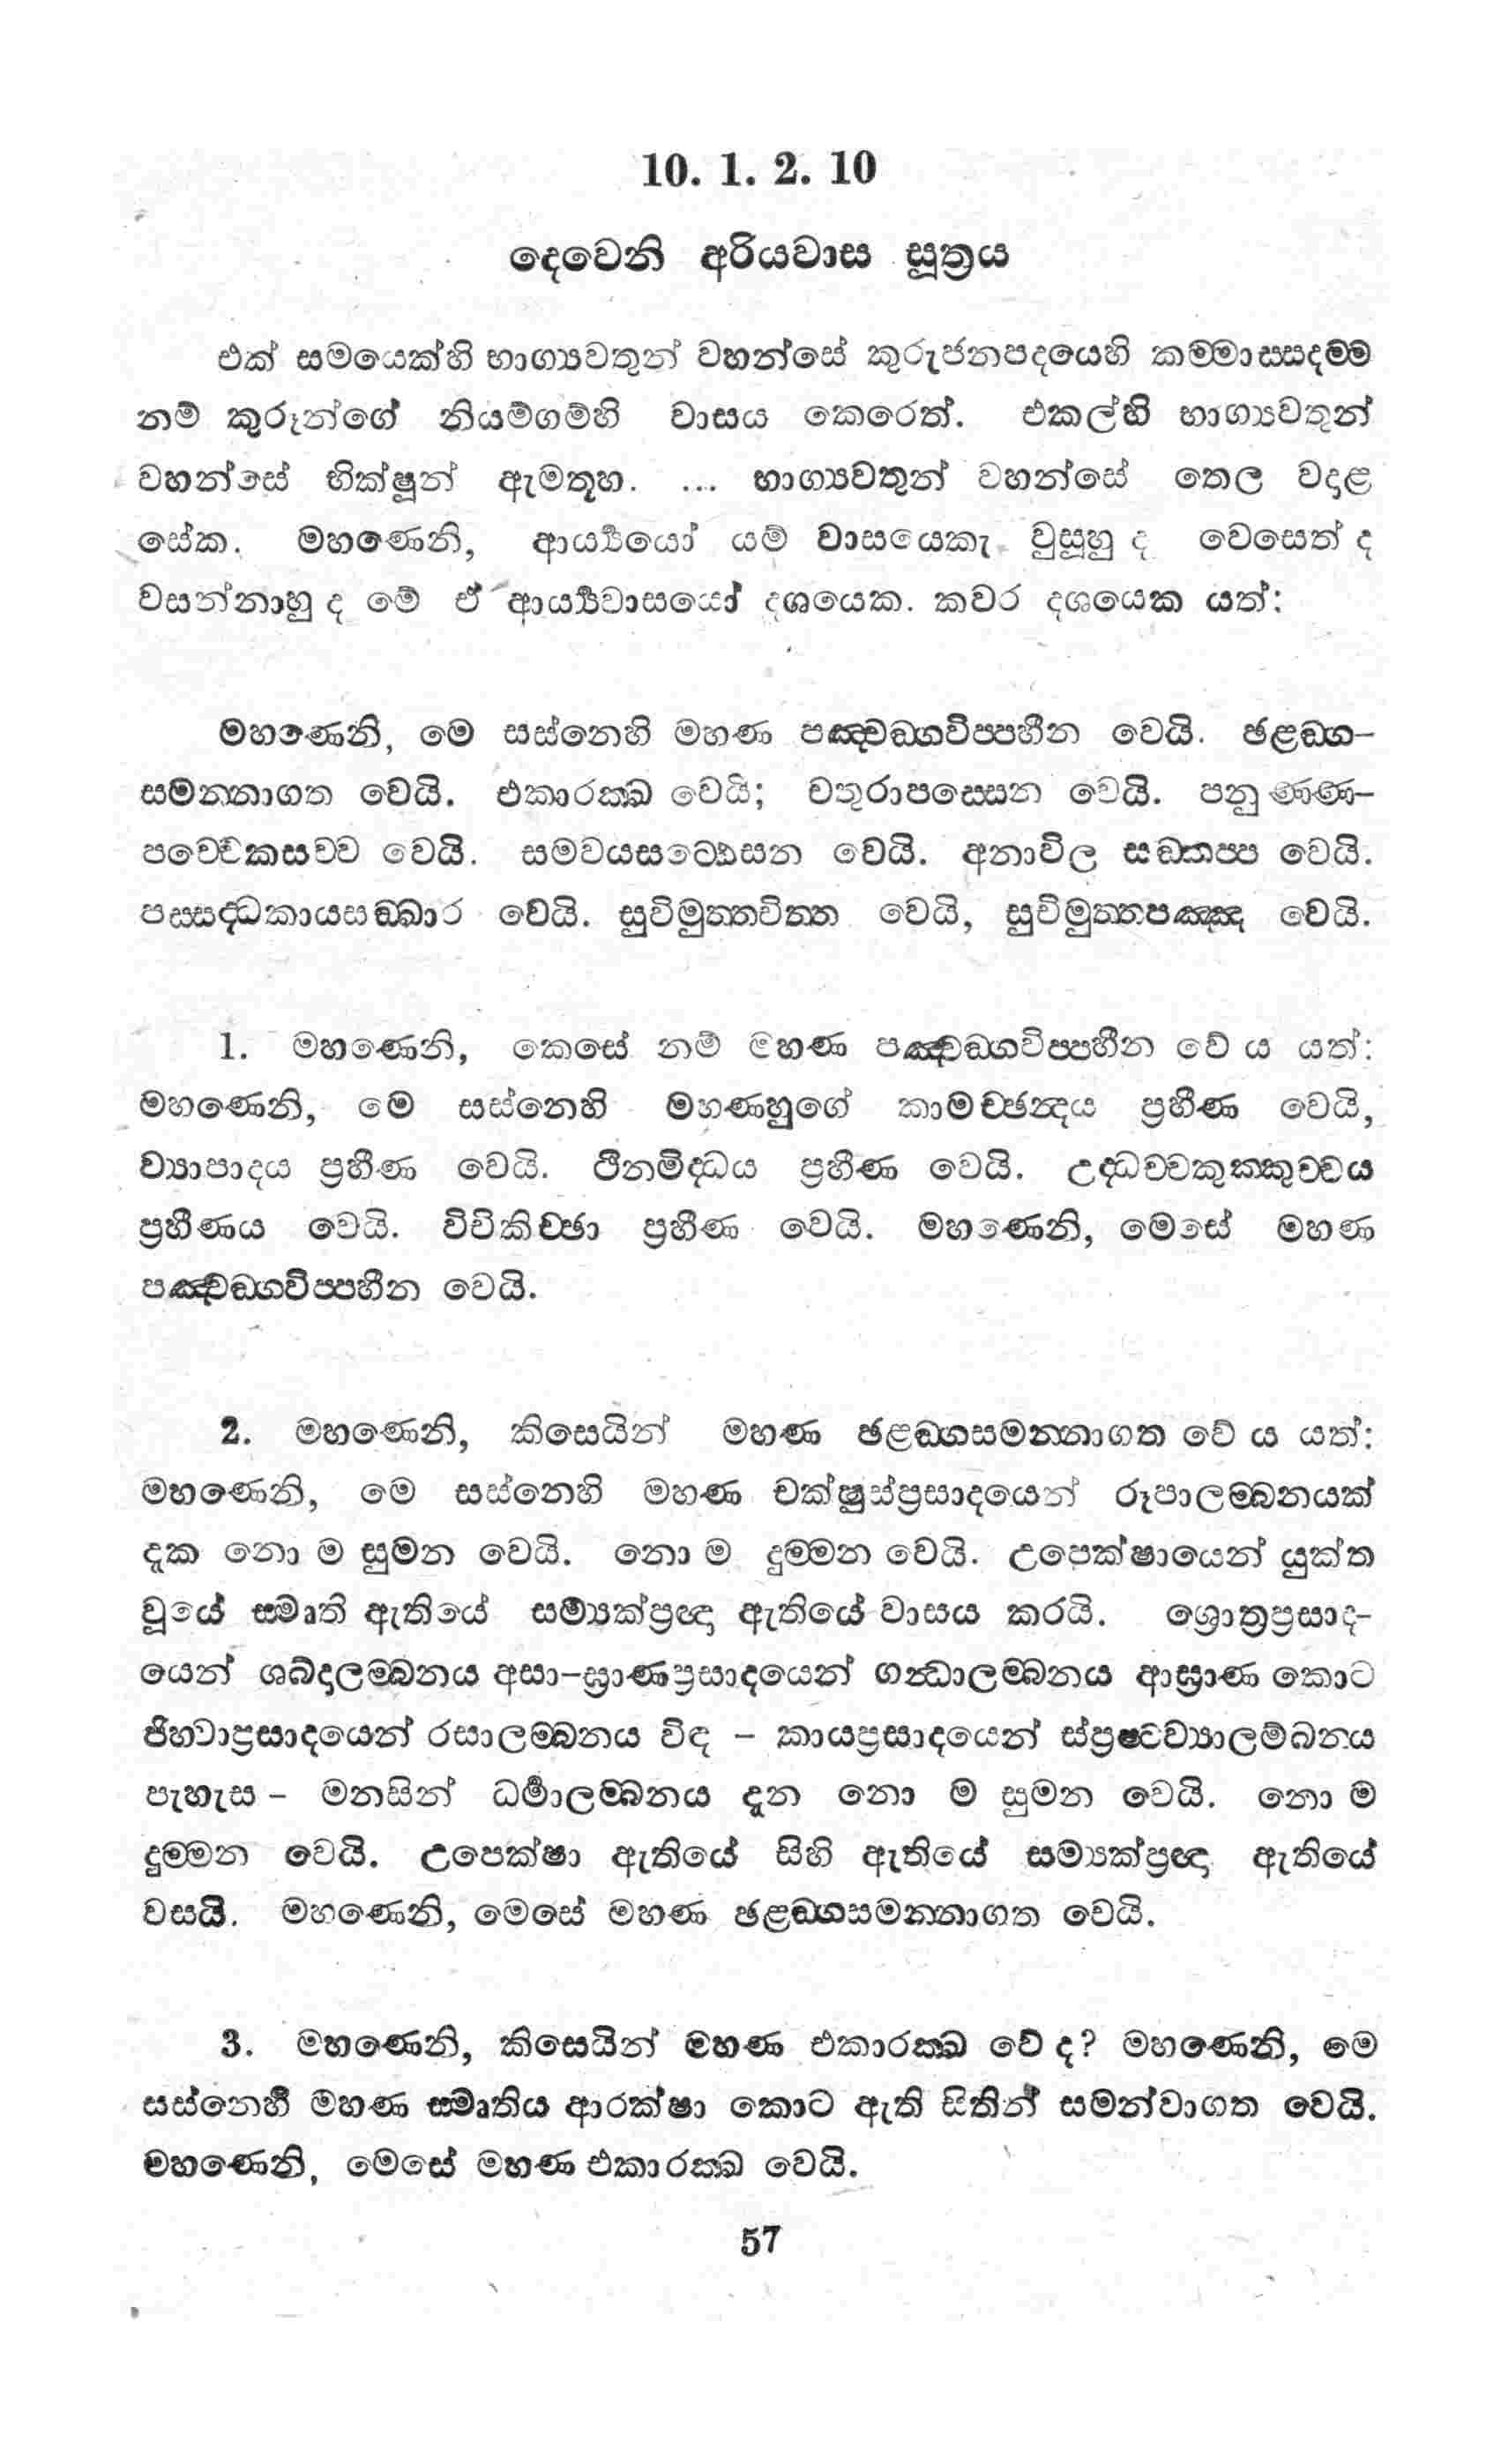 10. 1. 2. 10
දෙවෙනි අරියවාස සූත්‍රය
එක් සමයෙක්හි භාග්‍යවතුන් වහන්සේ කුරුජනපදයෙහි කම්මාස්සදම්ම
නම් කුරූන්ගේ නියම්ගම්හි වාසය කෙරෙත්. එකල්හි භාග්‍යවතුන්
වහන්සේ භික්ෂූන් ඇමතූහ. ... භාග්‍යවතුන් වහන්සේ තෙල වදළ
සේක. මහණෙනි, ආර්‍ය්‍යයෝ යම් වාසයෙකැ වුසූහු ද වෙසෙත් ද
වසන්නාහු ද මේ ඒ ආර්‍ය්‍යවාසයෝ දශයෙක. කවර දශයෙක යත්:
මහණෙනි, මෙ සස්නෙහි මහණ පඤ්චඞ්ගවිප්පහීන වෙයි. ඡළඞ්ග-
සමන්නාගත වෙයි. එකාරක්ඛ වෙයි; චතුරාපස්සෙන වෙයි. පනුණ්ණ-
පච්චෙකසච්ච වෙයි. සමවයසට්ඨෙසන වෙයි. අනාවිල සඞ්කප්ප වෙයි.
පස්සද්ධකායසඞ්ඛාර වෙයි. සුවිමුත්තචිත්ත වෙයි, සුවිමුත්තපඤ්ඤ වෙයි.
1. මහණෙනි, කෙසේ නම් මහණ පඤ්චඞ්ගවිප්පහීන වේ ය යත්:
මහණෙනි, මෙ සස්නෙහි මහණහුගේ කාමච්ඡන්දය ප්‍රහීණ වෙයි,
ව්‍යාපාදය ප්‍රහීණ වෙයි. ථීනමිද්ධය ප්‍රහීණ වෙයි. උද්ධච්චකුක්කුච්චය
ප්‍රහීණය වෙයි. විචිකිච්ඡා ප්‍රහීණ වෙයි. මහණෙනි, මෙසේ මහණ
පඤ්චඞ්ගවිප්පහීන වෙයි.
2. මහණෙනි, කිසෙයින් මහණ ඡළඞ්ගසමන්නාගත වේ ය යත්:
මහණෙනි, මෙ සස්නෙහි මහණ චක්ෂුස්ප්‍රසාදයෙන් රූපාලම්බනයක්
දැක නො ම සුමන වෙයි. නො ම දුම්මන වෙයි. උපෙක්ෂායෙන් යුක්ත
වූයේ ස්මෘති ඇතියේ සම්‍යක්ප්‍රඥා ඇතියේ වාසය කරයි. ශ්‍රොත්‍රප්‍රසාද-
යෙන් ශබ්දාලම්බනය අසා-ඝ්‍රාණප්‍රසාදයෙන් ගන්ධාලම්බනය ආඝ්‍රාණ කොට
ජිහ්වාප්‍රසාදයෙන් රසාලම්බනය විඳ - කායප්‍රසාදයෙන් ස්ප්‍රෂ්ටව්‍යාලම්බනය
පැහැස - මනසින් ධර්‍මාලම්බනය දැන නො ම සුමන වෙයි. නො ම
දුම්මන වෙයි. උපෙක්ෂා ඇතියේ සිහි ඇතියේ සම්‍යක්ප්‍රඥා ඇතියේ
වසයි. මහණෙනි, මෙසේ මහණ ඡළඞ්ගසමන්නාගත වෙයි.
3. මහණෙනි, කිසෙයින් මහණ එකාරක්ඛ වේ ද? මහණෙනි, මෙ
සස්නෙහි මහණ ස්මෘතිය ආරක්ෂා කොට ඇති සිතින් සමන්වාගත වෙයි.
මහණෙනි, මෙසේ මහණ එකාරක්ඛ වෙයි.
57